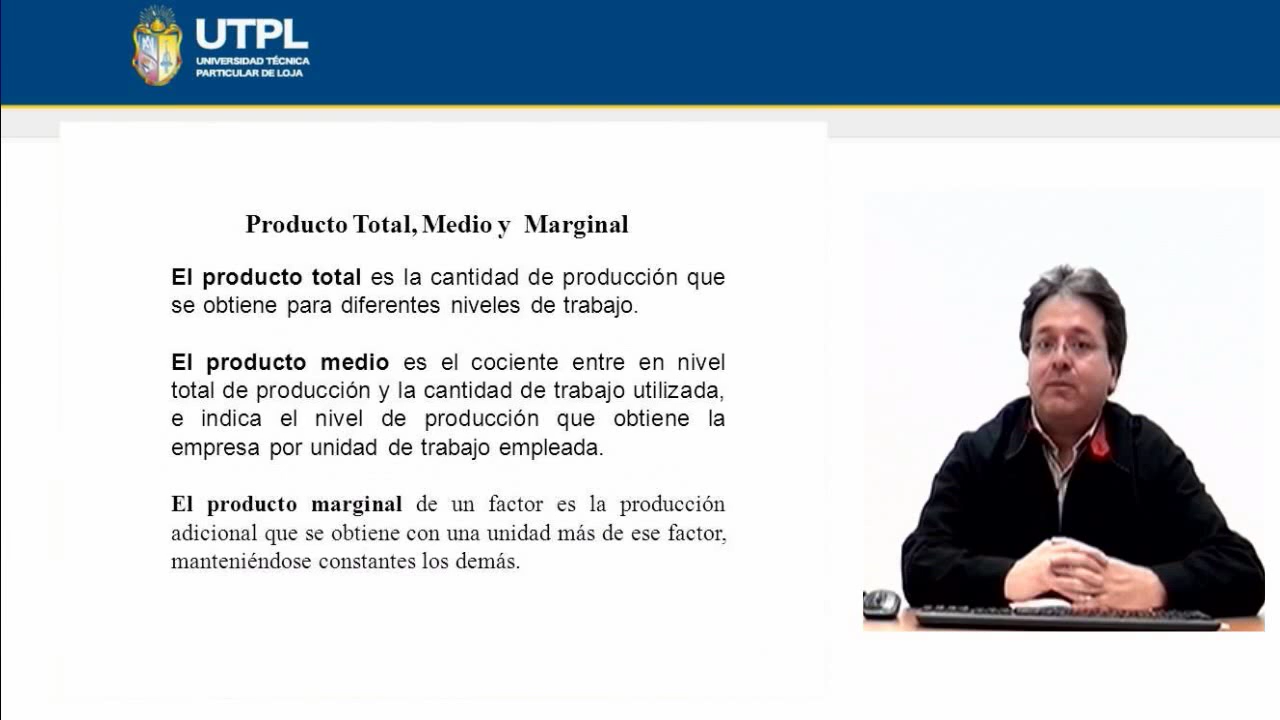 UTPL
UNIVERSIDAD TÉCNICA
PARTICULAR DE LOJA
Producto Total, Medio y Marginal
El producto total es la cantidad de producción que
se obtiene para diferentes niveles de trabajo.
El producto medio es el cociente entre en nivel
total de producción y la cantidad de trabajo utilizada,
e indica el nivel de producción que obtiene la
empresa por unidad de trabajo empleada.
El producto marginal de un factor es la producción
adicional que se obtiene con una unidad más de ese factor,
manteniéndose constantes los demás.